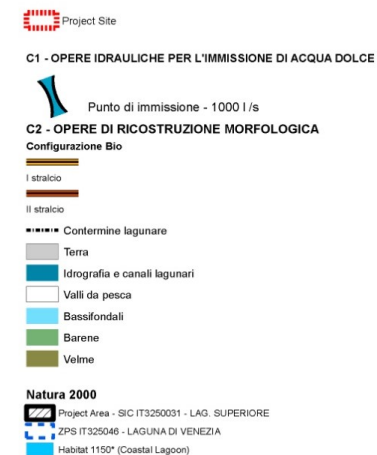 Project Site
C1 - OPERE IDRAULICHE PER L'IMMISSIONE DI ACQUA DOLCE
Punto di immissione - 1000 l /s
C2 - OPERE DI RICOSTRUZIONE MORFOLOGICA
Configurazione Bio
I stralcio
II stralcio
Contermine lagunare
Terra
Idrografia e canali lagunari
Valli da pesca
Bassifondali
Barene
Velme
Natura 2000
Project Area - SIC IT3250031 - LAG. SUPERIORE
ZPS IT325046 - LAGUNA DI VENEZIA
Habitat 1150* (Coastal Lagoon)